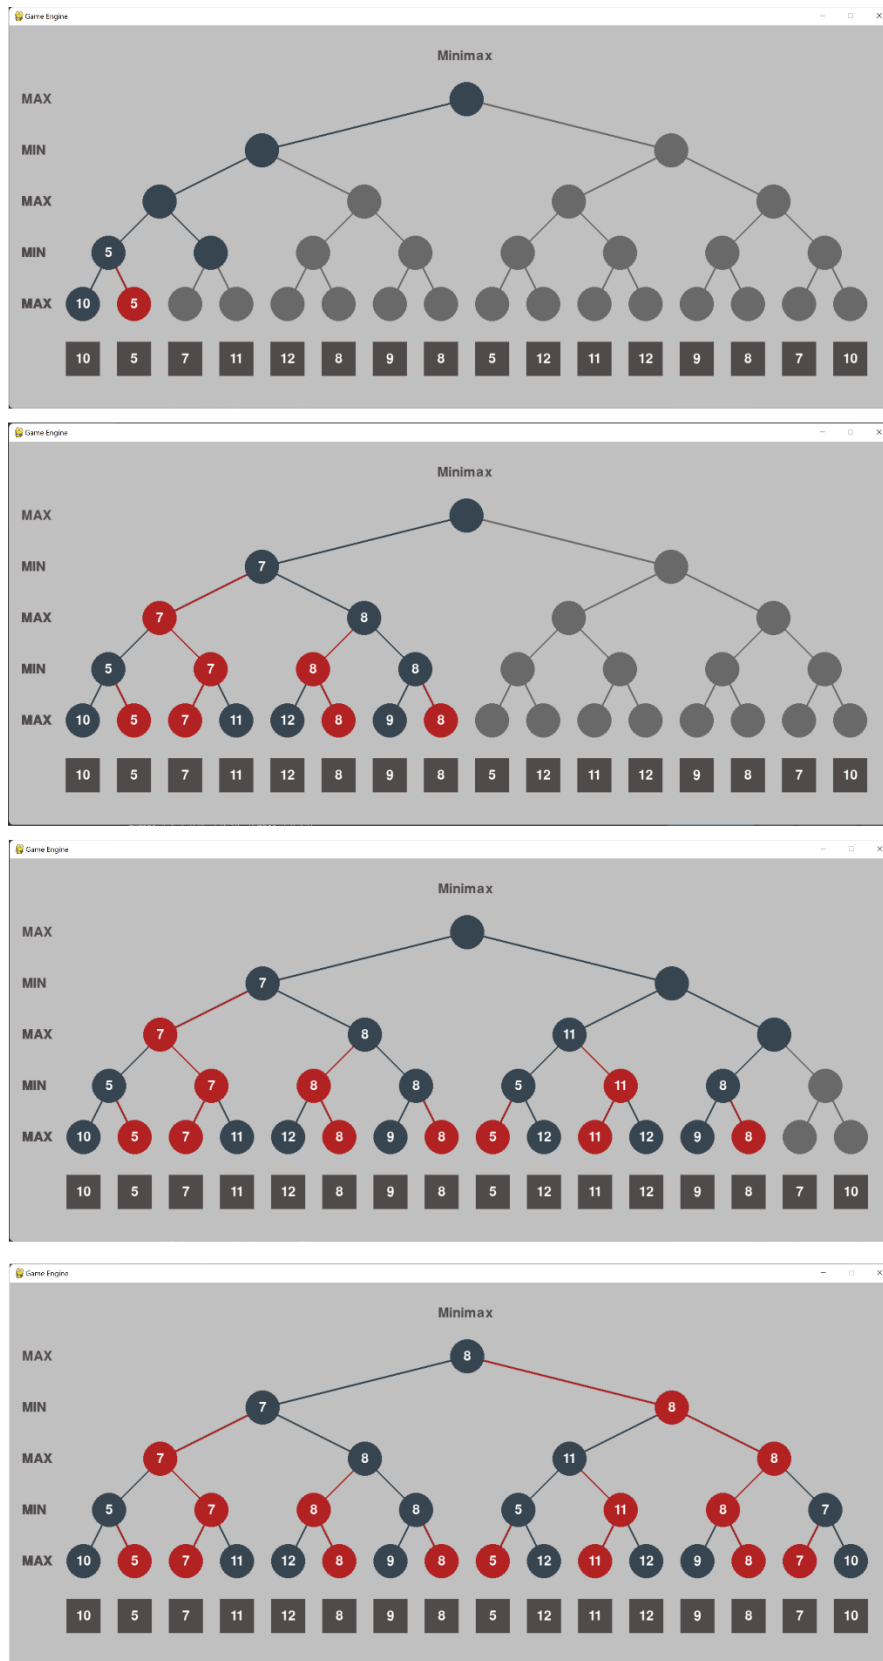 Game Engine
Minimax
MAX
MIN
MAX
MIN 5
MAX 10 5
10 5 7 11 12 8 9 8 5 12 11 12 9 8 7 10
Game Engine
Minimax
MAX
MIN 7
MAX 7 8
MIN 5 7 8 8
MAX 10 5 7 11 12 8 9 8
10 5 7 11 12 8 9 8 5 12 11 12 9 8 7 10
Game Engine
Minimax
MAX
MIN 7
MAX 7 8 11
MIN 5 7 8 8 5 11 8
MAX 10 5 7 11 12 8 9 8 5 12 11 12 9 8
10 5 7 11 12 8 9 8 5 12 11 12 9 8 7 10
Game Engine
Minimax
MAX 8
MIN 7 8
MAX 7 8 11 8
MIN 5 7 8 8 5 11 8 7
MAX 10 5 7 11 12 8 9 8 5 12 11 12 9 8 7 10
10 5 7 11 12 8 9 8 5 12 11 12 9 8 7 10